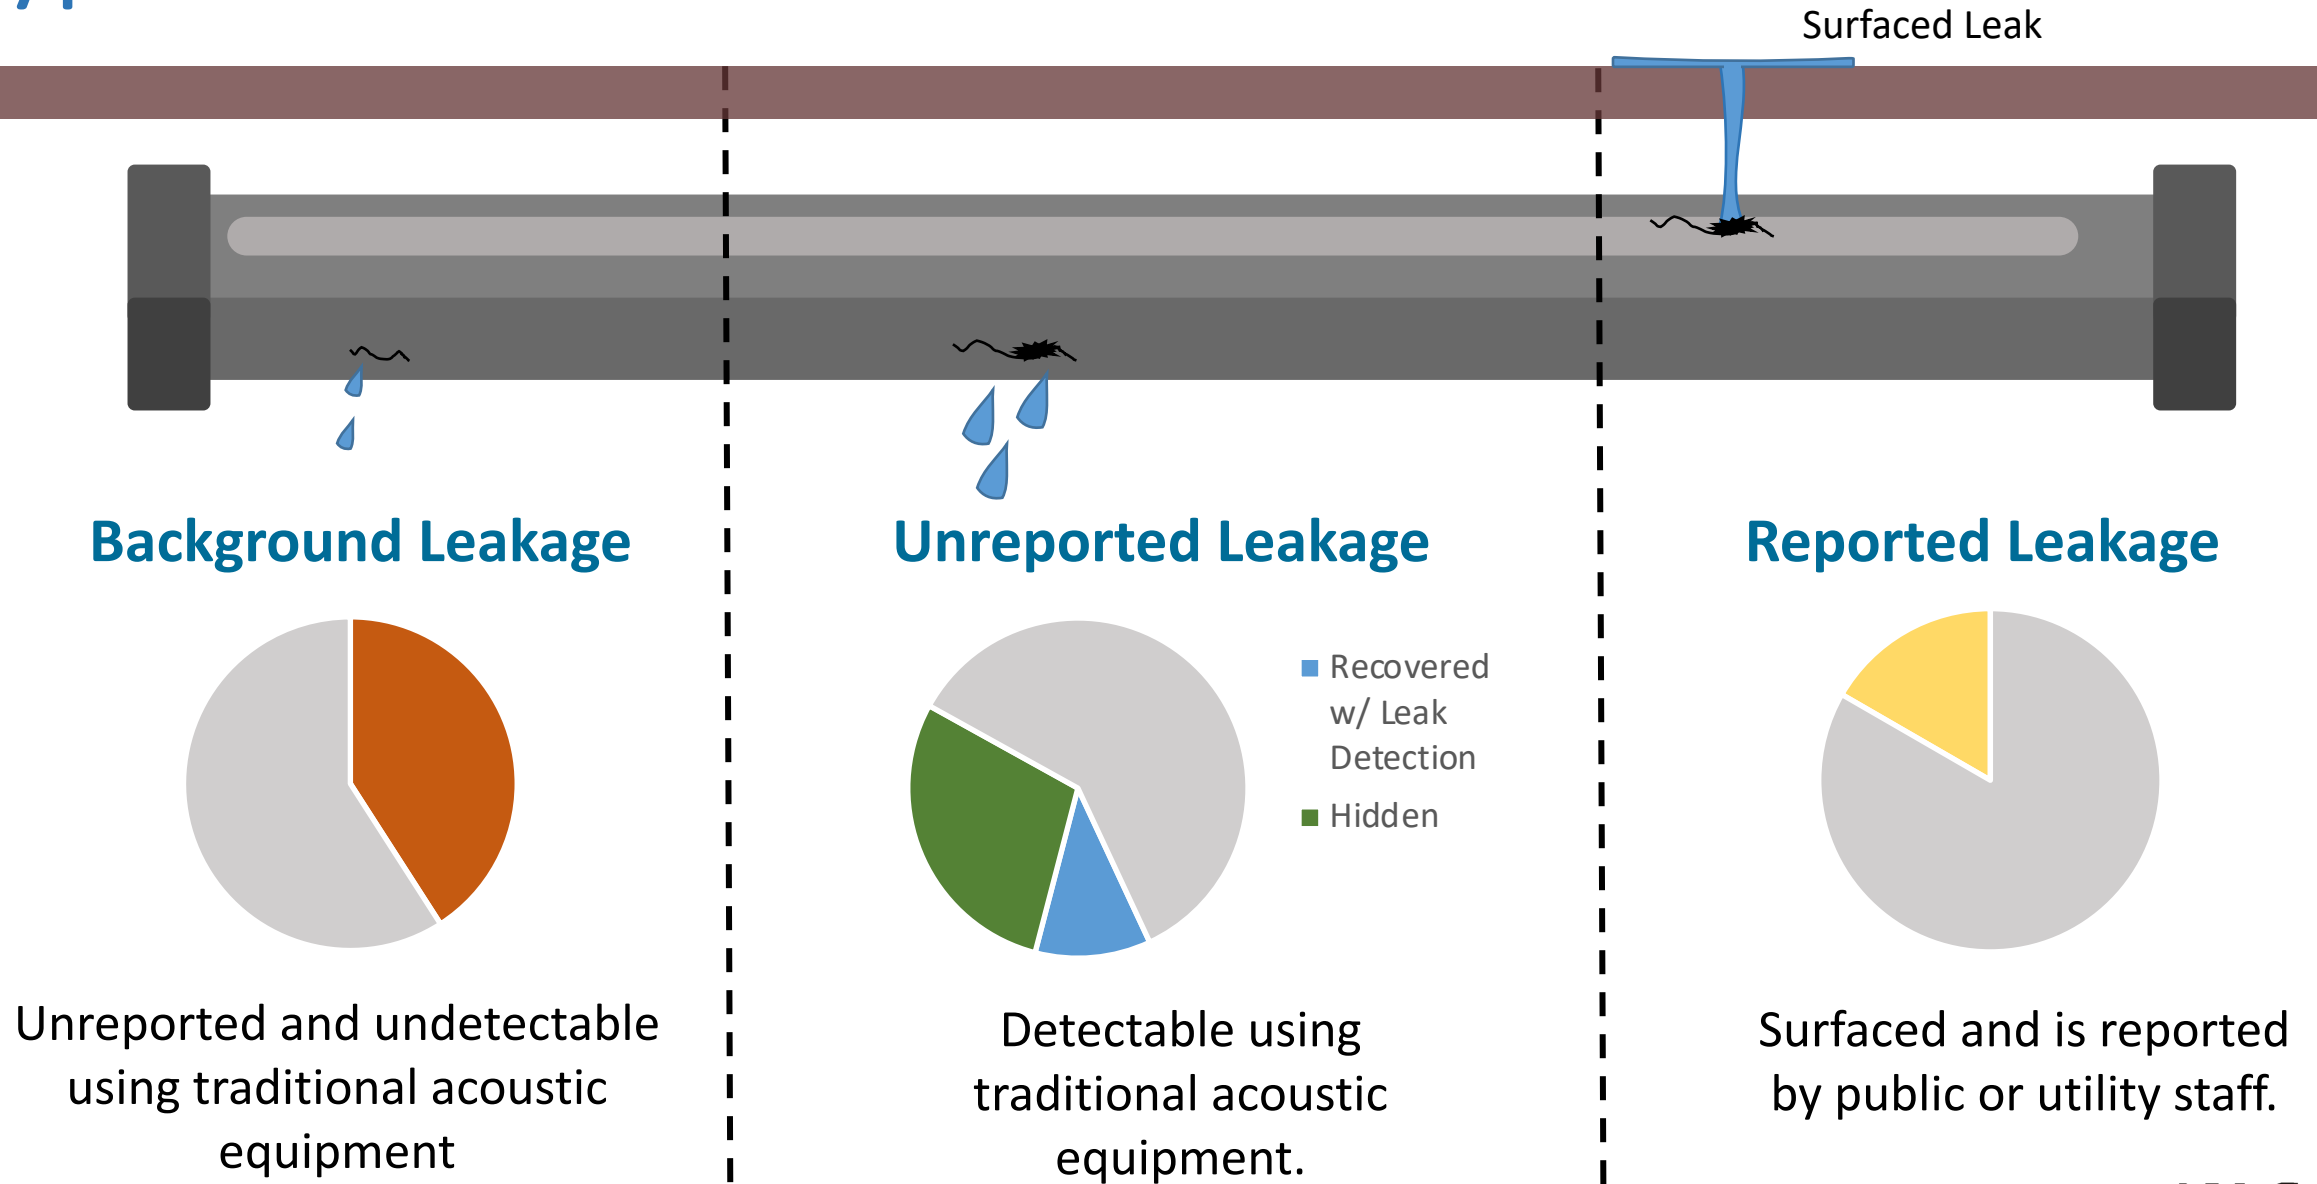 Surfaced Leak
Background Leakage
Unreported Leakage
Reported Leakage
Recovered
w/ Leak
Detection
Hidden
Unreported and undetectable
using traditional acoustic
equipment
Detectable using
traditional acoustic
equipment.
Surfaced and is reported
by public or utility staff.